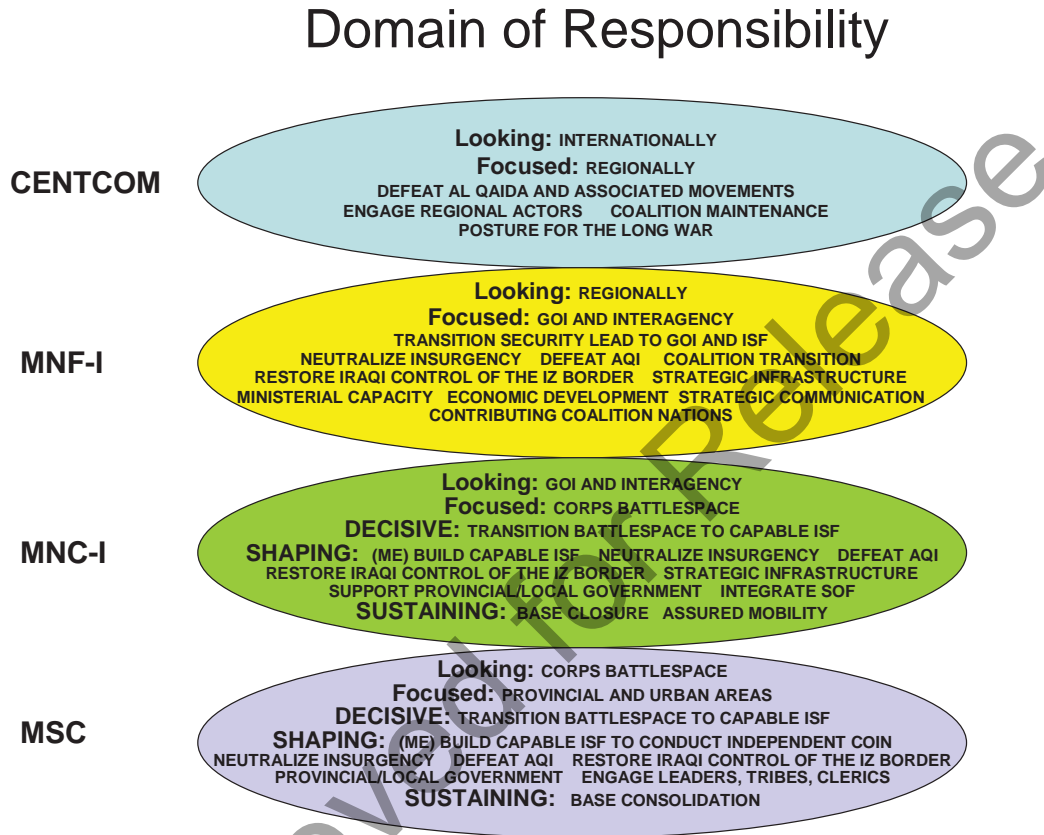 Domain of Responsibility
CENTCOM
Looking: INTERNATIONALLY
Focused: REGIONALLY
DEFEAT AL QAIDA AND ASSOCIATED MOVEMENTS
ENGAGE REGIONAL ACTORS COALITION MAINTENANCE
POSTURE FOR THE LONG WAR
MNF-I
Looking: REGIONALLY
Focused: GOI AND INTERAGENCY
TRANSITION SECURITY LEAD TO GOI AND ISF
NEUTRALIZE INSURGENCY DEFEAT AQI COALITION TRANSITION
RESTORE IRAQI CONTROL OF THE IZ BORDER STRATEGIC INFRASTRUCTURE
MINISTERIAL CAPACITY ECONOMIC DEVELOPMENT STRATEGIC COMMUNICATION
CONTRIBUTING COALITION NATIONS
MNC-I
Looking: GOI AND INTERAGENCY
Focused: CORPS BATTLESPACE
DECISIVE: TRANSITION BATTLESPACE TO CAPABLE ISF
SHAPING: (ME) BUILD CAPABLE ISF NEUTRALIZE INSURGENCY DEFEAT AQI
RESTORE IRAQI CONTROL OF THE IZ BORDER STRATEGIC INFRASTRUCTURE
SUPPORT PROVINCIAL/LOCAL GOVERNMENT INTEGRATE SOF
SUSTAINING: BASE CLOSURE ASSURED MOBILITY
MSC
Looking: CORPS BATTLESPACE
Focused: PROVINCIAL AND URBAN AREAS
DECISIVE: TRANSITION BATTLESPACE TO CAPABLE ISF
SHAPING: (ME) BUILD CAPABLE ISF TO CONDUCT INDEPENDENT COIN
NEUTRALIZE INSURGENCY DEFEAT AQI RESTORE IRAQI CONTROL OF THE IZ BORDER
PROVINCIAL/LOCAL GOVERNMENT ENGAGE LEADERS, TRIBES, CLERICS
SUSTAINING: BASE CONSOLIDATION
ved for Release